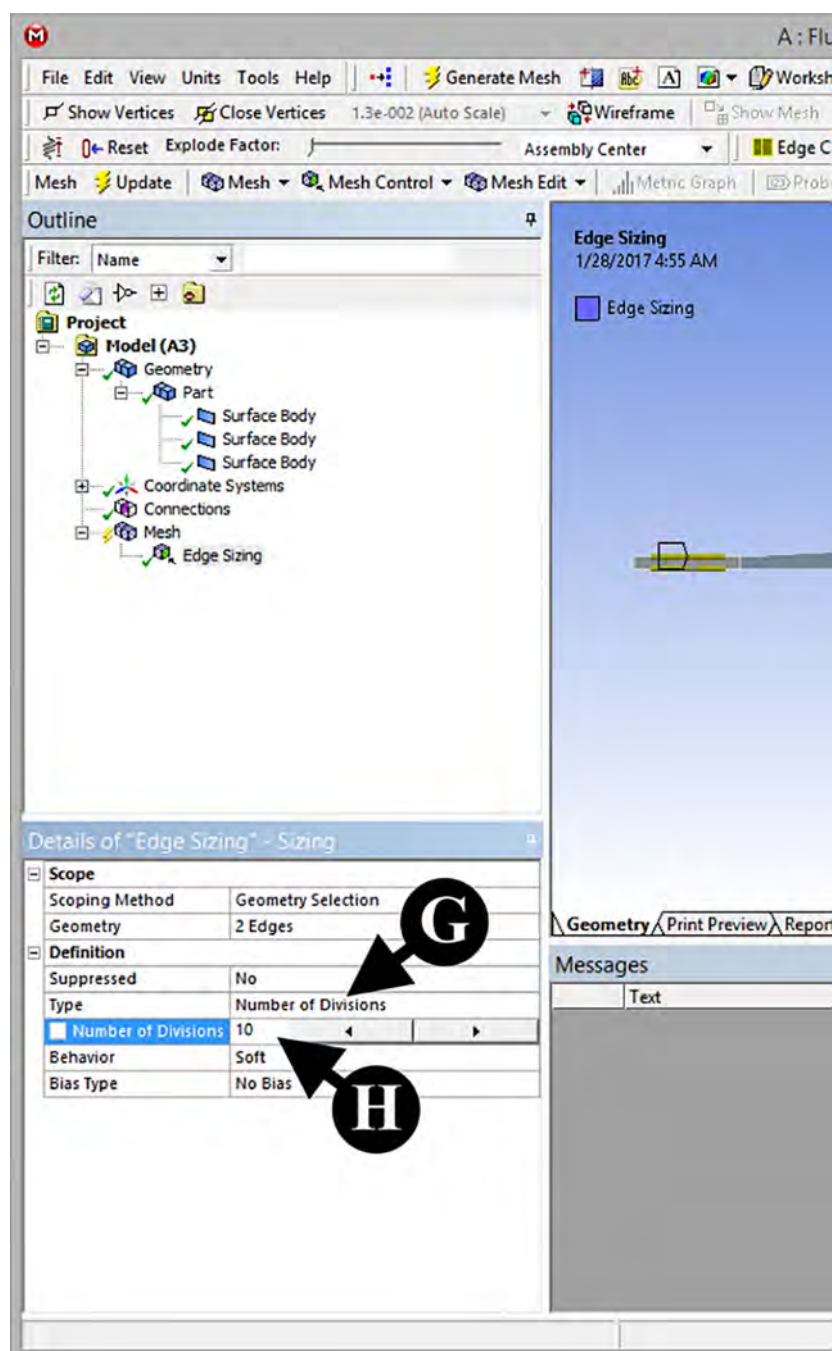 A : Flu
File Edit View Units Tools Help Generate Mesh Abc A Worksh
Show Vertices Close Vertices 1.3e-002 (Auto Scale) Wireframe Show Mesh
Reset Explode Factor: Assembly Center Edge C
Mesh Update Mesh Mesh Control Mesh Edit Metric Graph Prob
Outline
Filter: Name
Project
Model (A3)
Geometry
Part
Surface Body
Surface Body
Surface Body
Coordinate Systems
Connections
Mesh
Edge Sizing
Edge Sizing
1/28/2017 4:55 AM
Edge Sizing
Details of "Edge Sizing" - Sizing
Scope
Scoping Method Geometry Selection
Geometry 2 Edges
Definition
Suppressed No
Type Number of Divisions
Number of Divisions 10
Behavior Soft
Bias Type No Bias
G
H
Geometry Print Preview Report
Messages
Text